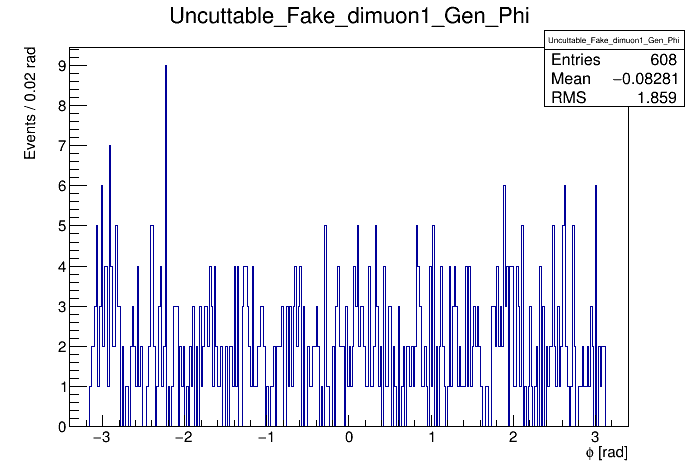 Uncuttable_Fake_dimuon1_Gen_Phi
Uncuttable_Fake_dimuon1_Gen_Phi
Entries 608
Mean −0.08281
RMS 1.859
Events / 0.02 rad
9
8
7
6
5
4
3
2
1
0
−3 −2 −1 0 1 2 3
ϕ [rad]